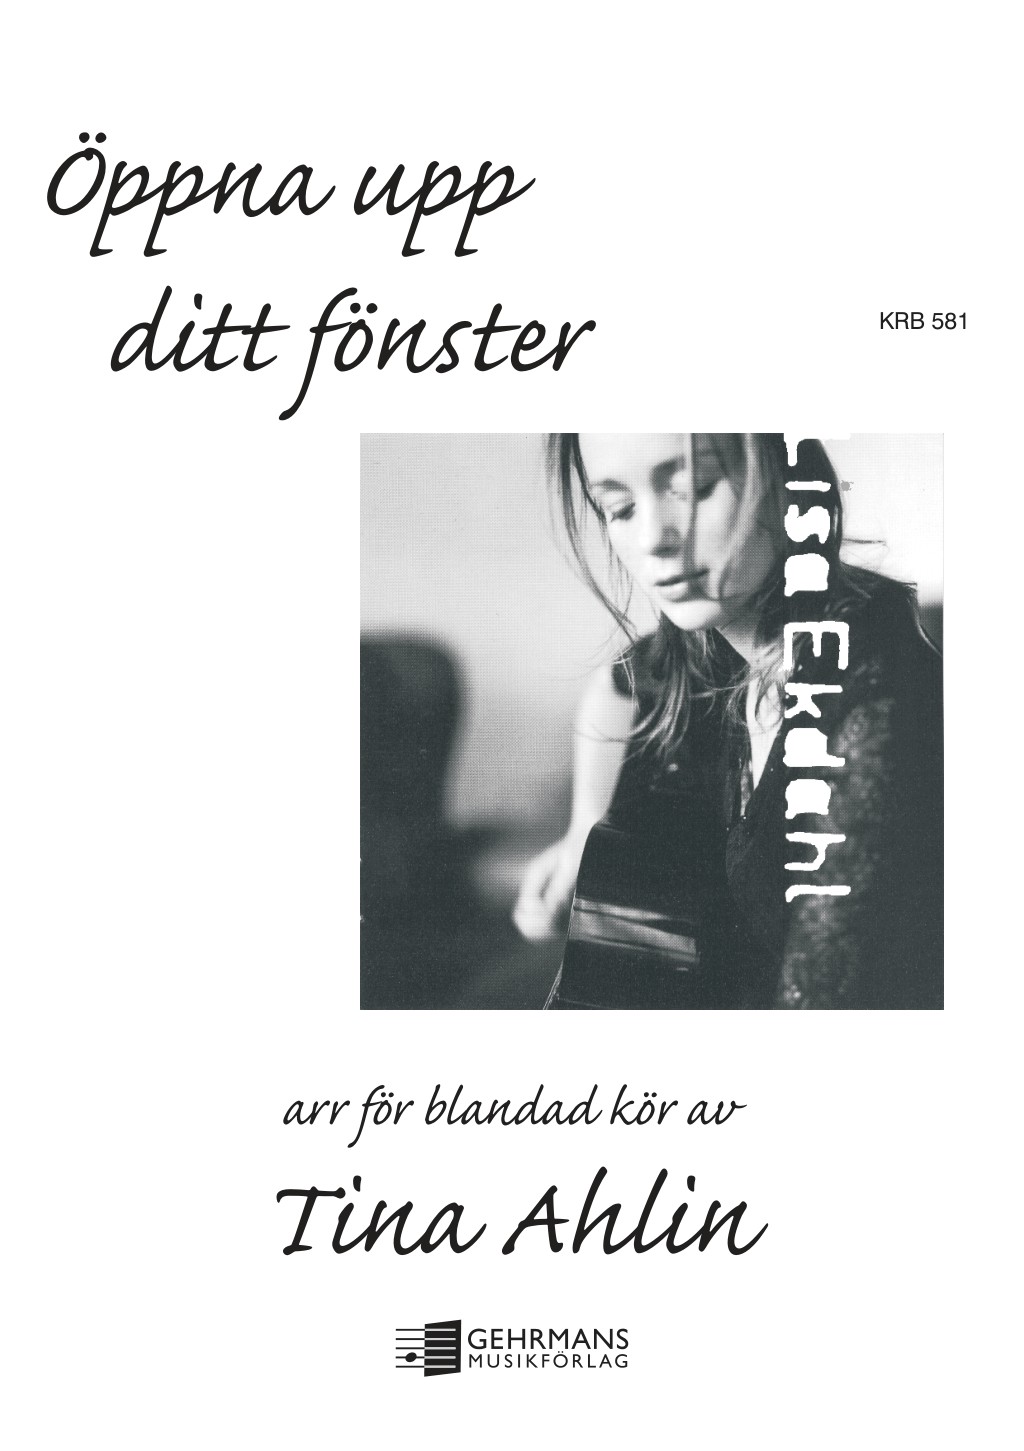 Öppna upp
ditt fönster
KRB 581
Lisa Ekdahl
arr för blandad kör av
Tina Ahlin
GEHRMANS
MUSIKFÖRLAG